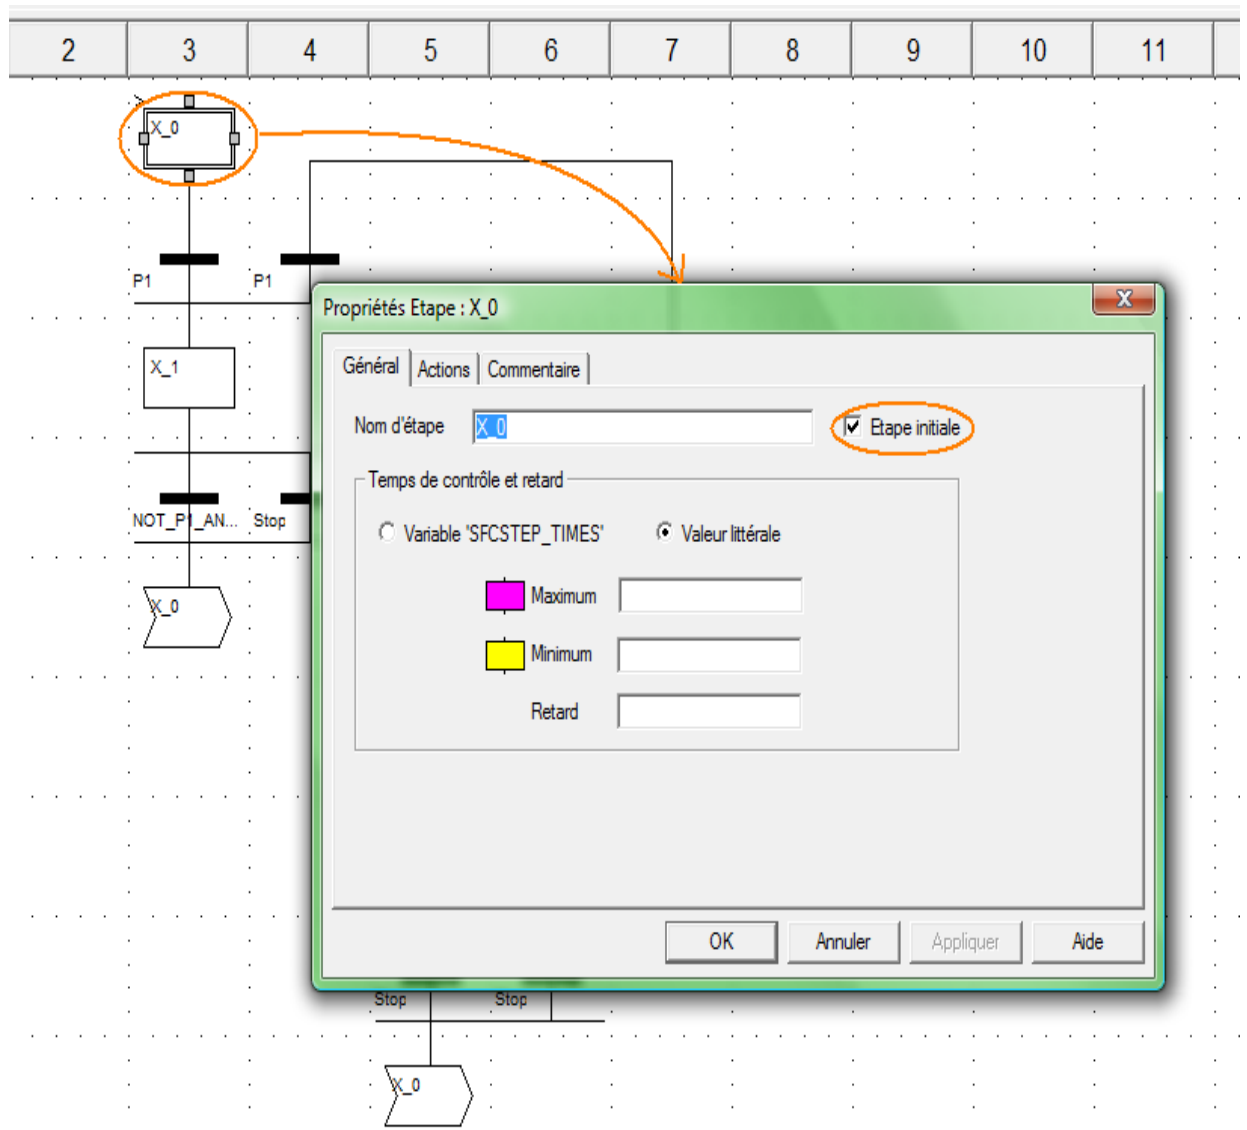 2 3 4 5 6 7 8 9 10 11
X_0
P1 P1
Propriétés Etape : X_0
X
X_1
Général Actions Commentaire
Nom d'étape X_0 Etape initiale
Temps de contrôle et retard
NOT_P1_AN... Stop
Variable 'SFCSTEP_TIMES' Valeur littérale
Maximum
X_0
Minimum
Retard
OK Annuler Appliquer Aide
Stop Stop
X_0